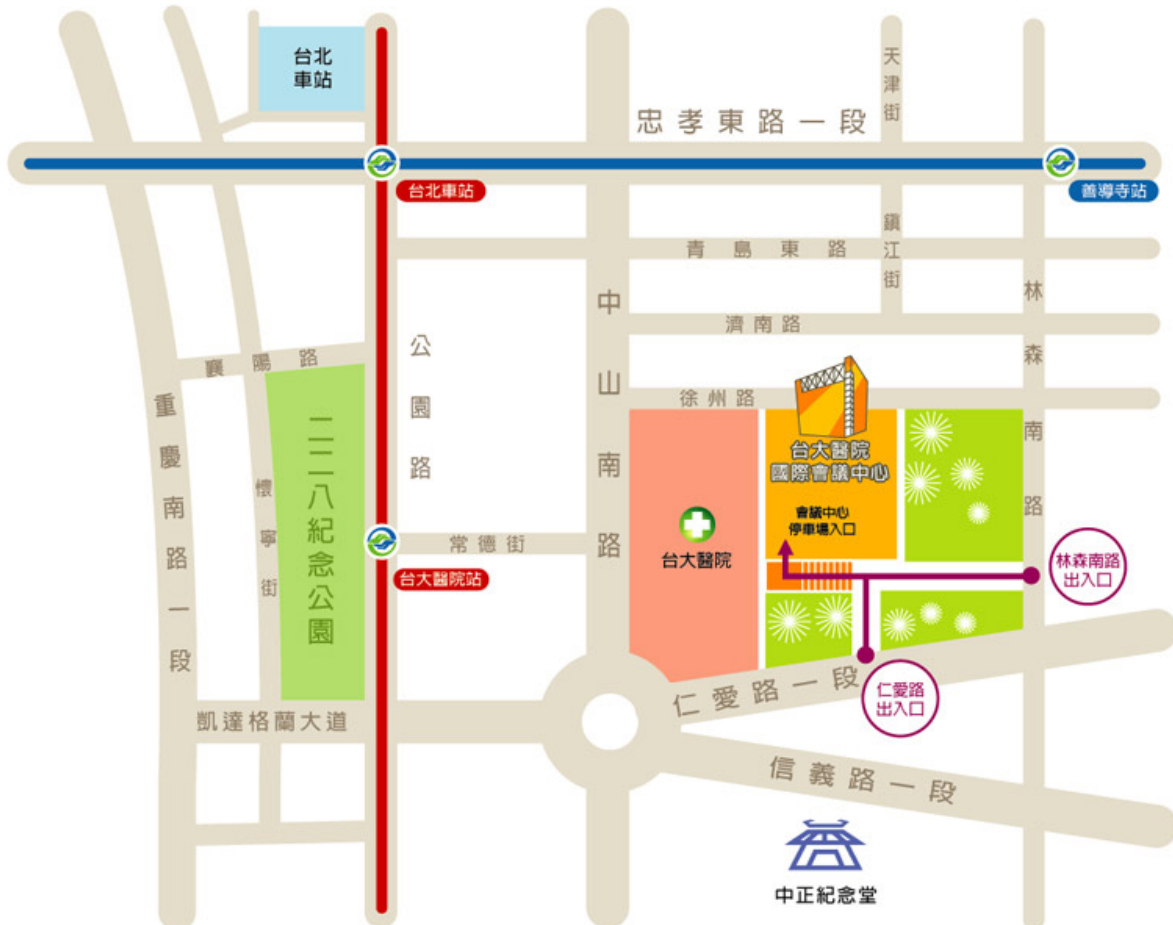 台北
車站
天津街
忠孝東路一段
台北車站
善導寺站
青島東路
鎮江街
中山南路
林森南路
濟南路
公園路
襄陽路
徐州路
重慶南路一段
二二八紀念公園
懷寧街
台大醫院
國際會議中心
會議中心
停車場入口
台大醫院
常德街
台大醫院站
林森南路
出入口
仁愛路一段
仁愛路
出入口
凱達格蘭大道
信義路一段
中正紀念堂